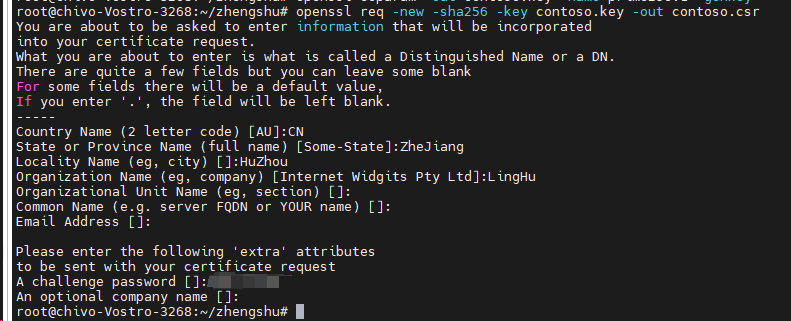 root@chivo-Vostro-3268:~/zhengshu# openssl req -new -sha256 -key contoso.key -out contoso.csr
You are about to be asked to enter information that will be incorporated
into your certificate request.
What you are about to enter is what is called a Distinguished Name or a DN.
There are quite a few fields but you can leave some blank
For some fields there will be a default value,
If you enter '.', the field will be left blank.
-----
Country Name (2 letter code) [AU]:CN
State or Province Name (full name) [Some-State]:ZheJiang
Locality Name (eg, city) []:HuZhou
Organization Name (eg, company) [Internet Widgits Pty Ltd]:LingHu
Organizational Unit Name (eg, section) []:
Common Name (e.g. server FQDN or YOUR name) []:
Email Address []:
Please enter the following 'extra' attributes
to be sent with your certificate request
A challenge password []:
An optional company name []:
root@chivo-Vostro-3268:~/zhengshu#